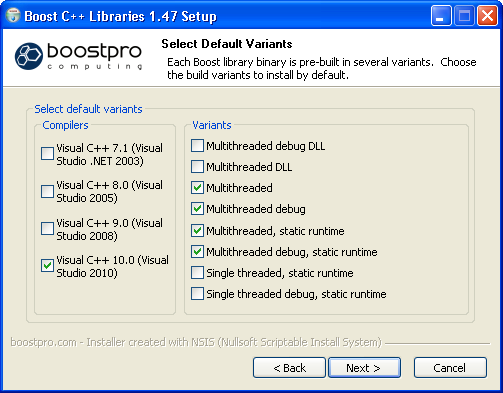 Boost C++ Libraries 1.47 Setup
boostpro
computing
Select Default Variants
Each Boost library binary is pre-built in several variants. Choose
the build variants to install by default.
Select default variants
Compilers
Visual C++ 7.1 (Visual
Studio .NET 2003)
Visual C++ 8.0 (Visual
Studio 2005)
Visual C++ 9.0 (Visual
Studio 2008)
Visual C++ 10.0 (Visual
Studio 2010)
Variants
Multithreaded debug DLL
Multithreaded DLL
Multithreaded
Multithreaded debug
Multithreaded, static runtime
Multithreaded debug, static runtime
Single threaded, static runtime
Single threaded debug, static runtime
boostpro.com - Installer created with NSIS (Nullsoft Scriptable Install System)
< Back
Next >
Cancel